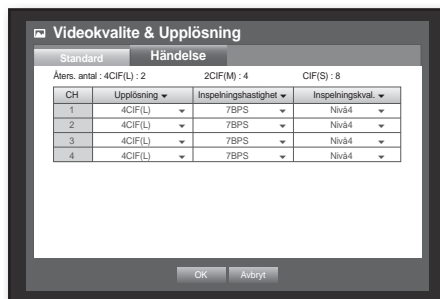 Videokvalite & Upplösning
Standard Händelse
Åters. antal : 4CIF(L) : 2 2CIF(M) : 4 CIF(S) : 8
CH Upplösning Inspelningshastighet Inspelningskval.
1 4CIF(L) 7BPS Nivå4
2 4CIF(L) 7BPS Nivå4
3 4CIF(L) 7BPS Nivå4
4 4CIF(L) 7BPS Nivå4
OK Avbryt